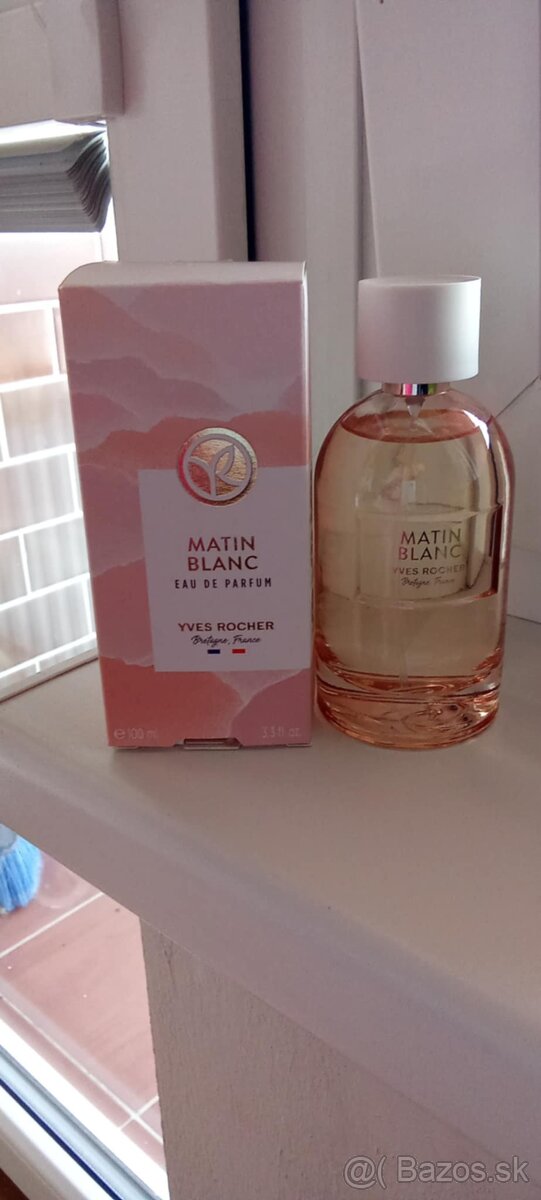 MATIN
BLANC
EAU DE PARFUM
YVES ROCHER
Bretagne, France
e 100 ml
3.3 fl. oz.
MATIN
BLANC
YVES ROCHER
Bretagne, France
@( Bazos.sk